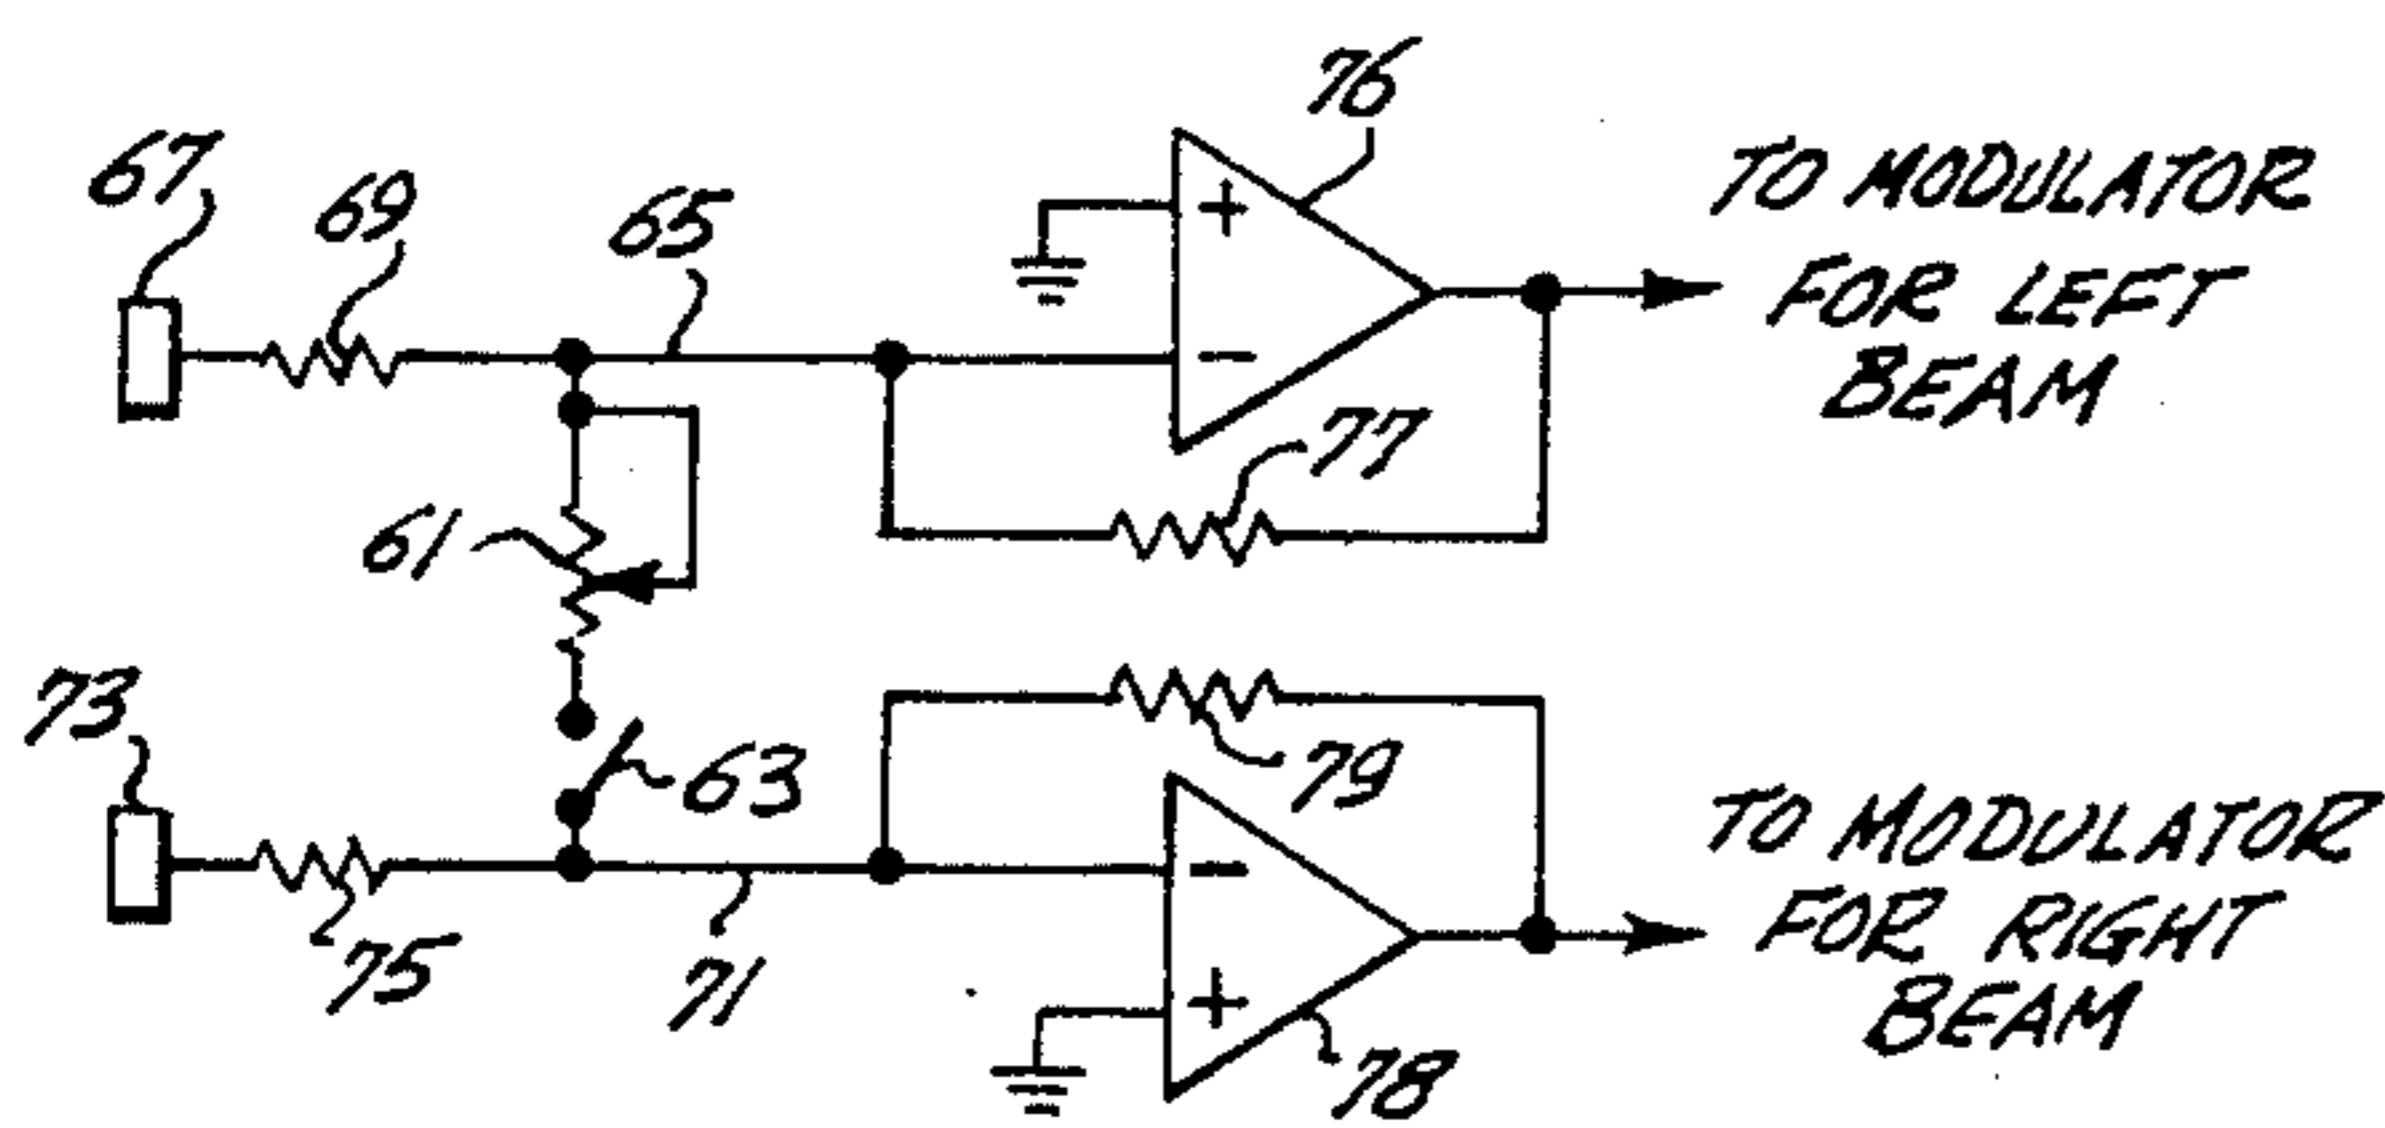 76
67
69
65
TO MODULATOR
FOR LEFT
BEAM
+
-
77
61
73
63
79
TO MODULATOR
FOR RIGHT
BEAM
-
+
75
71
78